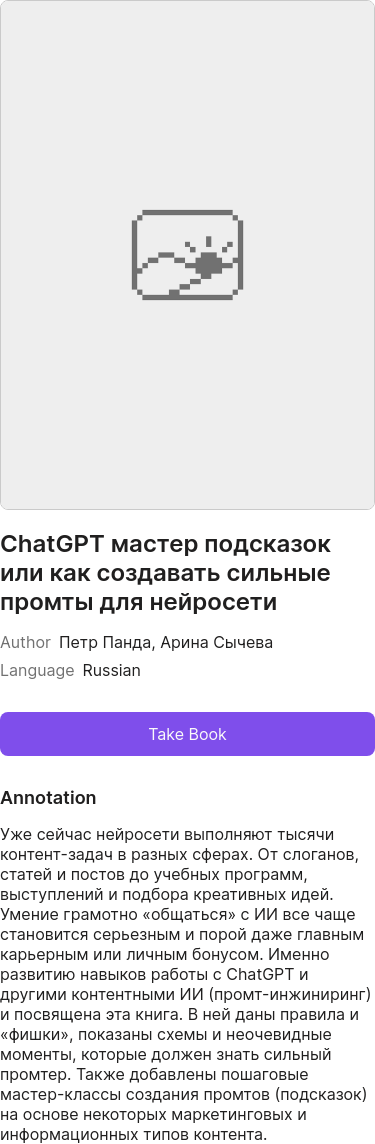 ChatGPT мастер подсказок
или как создавать сильные
промты для нейросети
Author Петр Панда, Арина Сычева
Language Russian
Take Book
Annotation
Уже сейчас нейросети выполняют тысячи
контент-задач в разных сферах. От слоганов,
статей и постов до учебных программ,
выступлений и подбора креативных идей.
Умение грамотно «общаться» с ИИ все чаще
становится серьезным и порой даже главным
карьерным или личным бонусом. Именно
развитию навыков работы с ChatGPT и
другими контентными ИИ (промт-инжиниринг)
и посвящена эта книга. В ней даны правила и
«фишки», показаны схемы и неочевидные
моменты, которые должен знать сильный
промтер. Также добавлены пошаговые
мастер-классы создания промтов (подсказок)
на основе некоторых маркетинговых и
информационных типов контента.